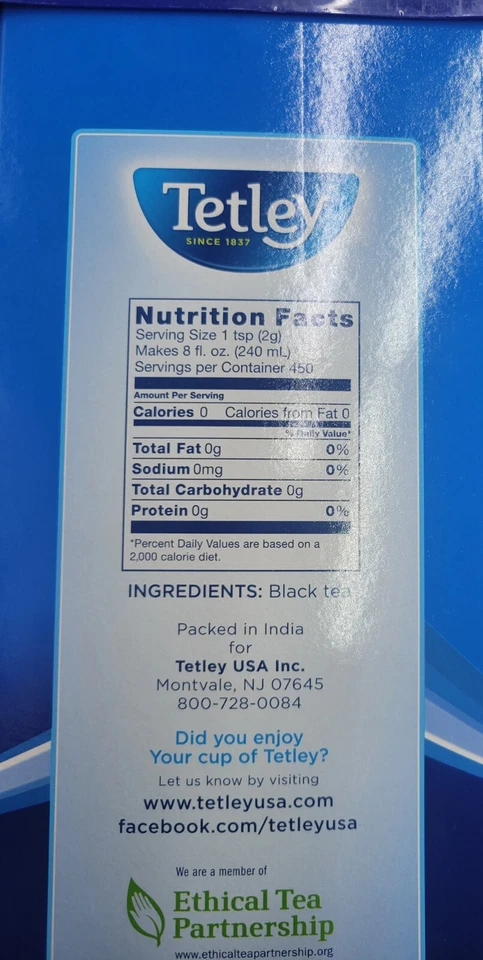 Tetley
SINCE 1837
Nutrition Facts
Serving Size 1 tsp (2g)
Makes 8 fl. oz. (240 mL)
Servings per Container 450
Amount Per Serving
Calories 0 Calories from Fat 0
% Daily Value*
Total Fat 0g 0%
Sodium 0mg 0%
Total Carbohydrate 0g
Protein 0g 0%
*Percent Daily Values are based on a
2,000 calorie diet.
INGREDIENTS: Black tea
Packed in India
for
Tetley USA Inc.
Montvale, NJ 07645
800-728-0084
Did you enjoy
Your cup of Tetley?
Let us know by visiting
www.tetleyusa.com
facebook.com/tetleyusa
We are a member of
Ethical Tea
Partnership
www.ethicalteapartnership.org